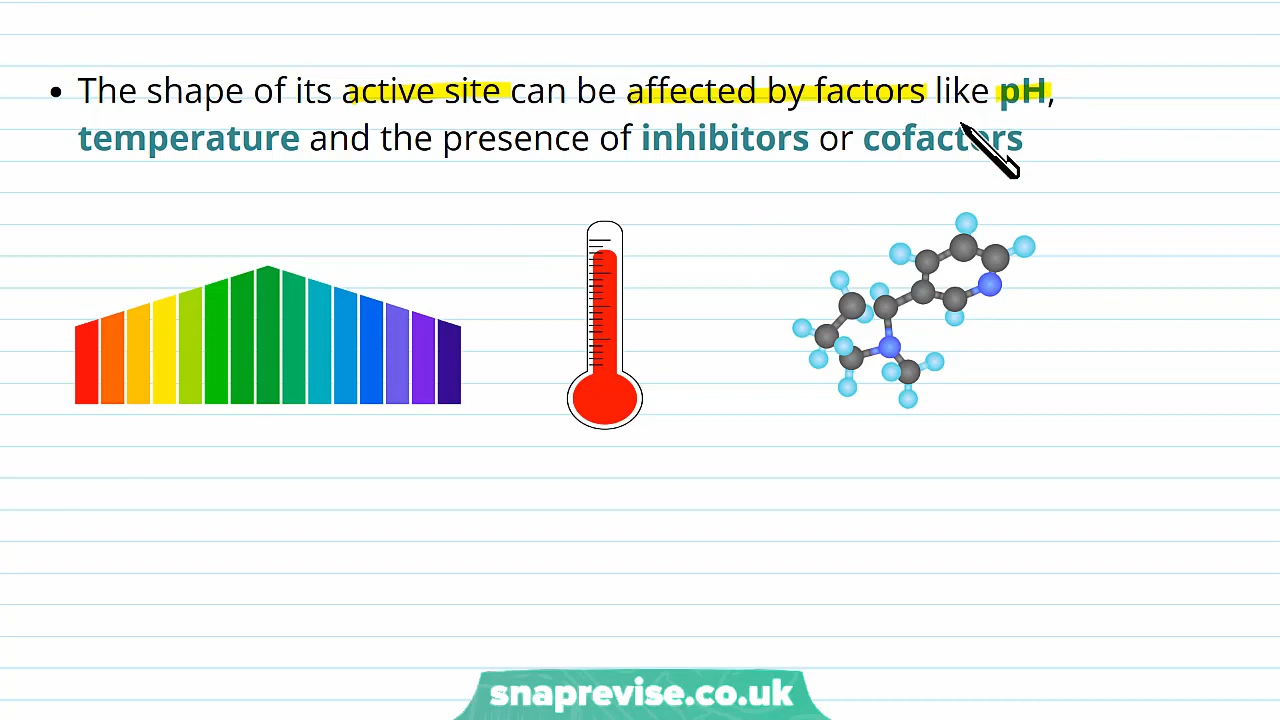 • The shape of its active site can be affected by factors like pH,
temperature and the presence of inhibitors or cofactors
snaprevise.co.uk